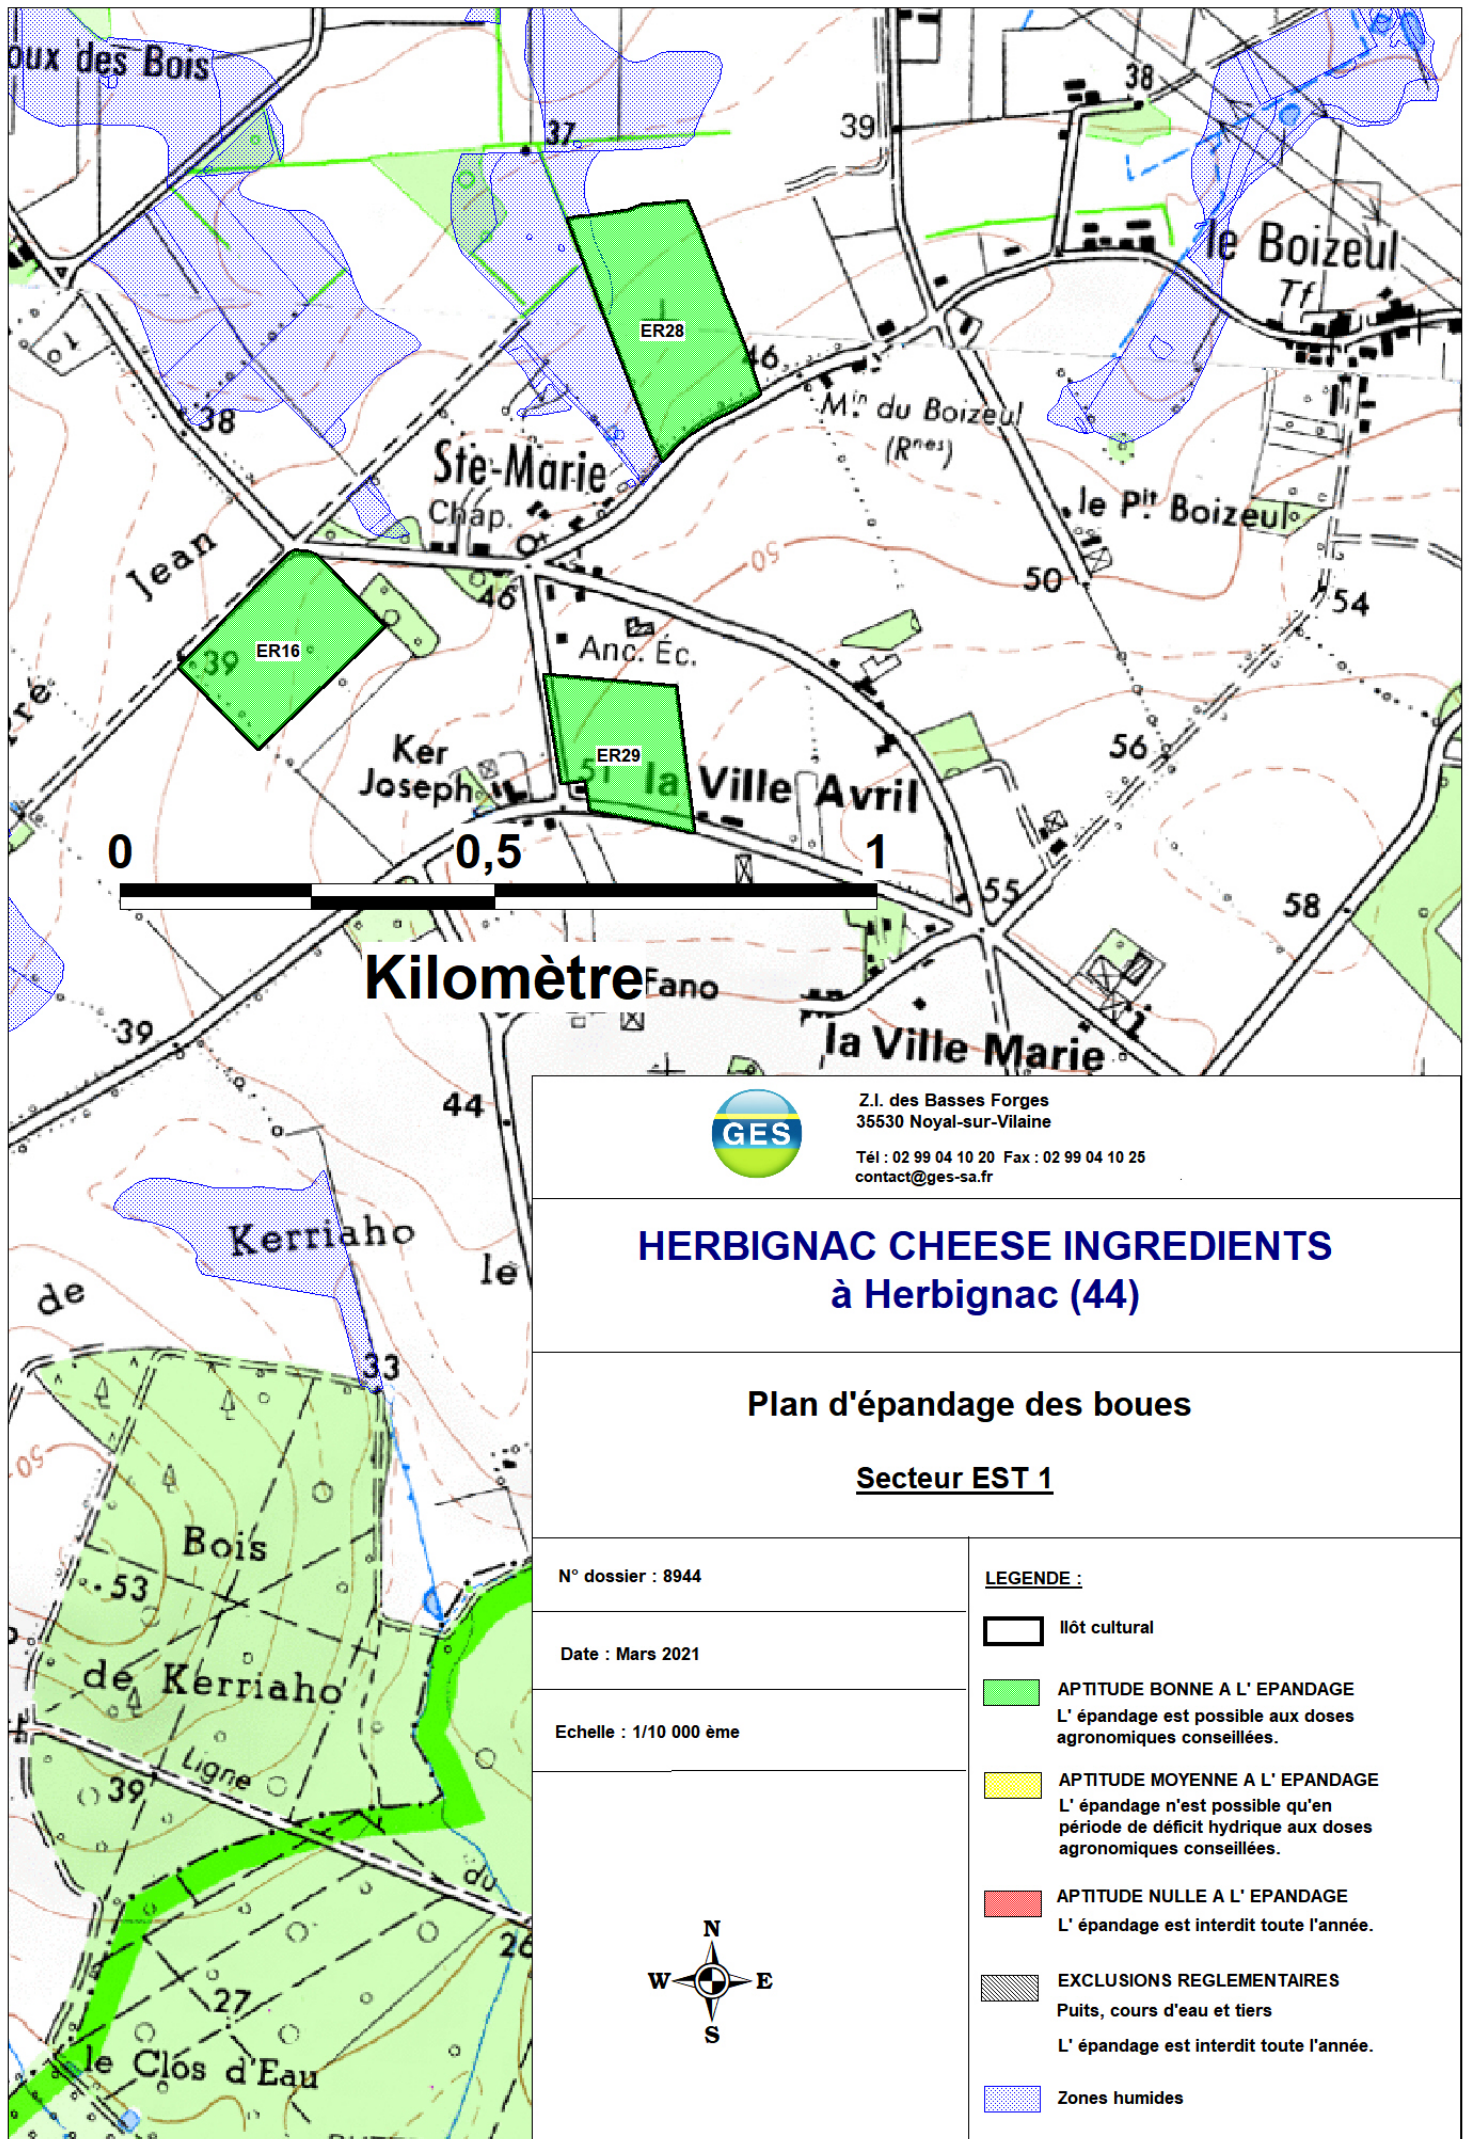 oux des Bois
37
38
39
le Boizeul
Tf
ER28
46
Min du Boizeul
(Rnes)
38
Ste-Marie
Chap.
le Pit Boizeul
Jean
50
50
54
46
ER16
39
Anc. Éc.
ER29
51
la Ville Avril
Ker
Joseph
56
0
0,5
1
55
58
Kilomètre
Fano
39
la Ville Marie
44
Z.I. des Basses Forges
35530 Noyal-sur-Vilaine
GES
Tél : 02 99 04 10 20 Fax : 02 99 04 10 25
contact@ges-sa.fr
Kerriaho
le
de
HERBIGNAC CHEESE INGREDIENTS
à Herbignac (44)
33
Plan d'épandage des boues
50
Secteur EST 1
Bois
53
de Kerriaho
Ligne
39
du
26
27
le Clos d'Eau
N° dossier : 8944
Date : Mars 2021
Echelle : 1/10 000 ème
N
W E
S
LEGENDE :
Ilôt cultural
APTITUDE BONNE A L' EPANDAGE
L' épandage est possible aux doses
agronomiques conseillées.
APTITUDE MOYENNE A L' EPANDAGE
L' épandage n'est possible qu'en
période de déficit hydrique aux doses
agronomiques conseillées.
APTITUDE NULLE A L' EPANDAGE
L' épandage est interdit toute l'année.
EXCLUSIONS REGLEMENTAIRES
Puits, cours d'eau et tiers
L' épandage est interdit toute l'année.
Zones humides